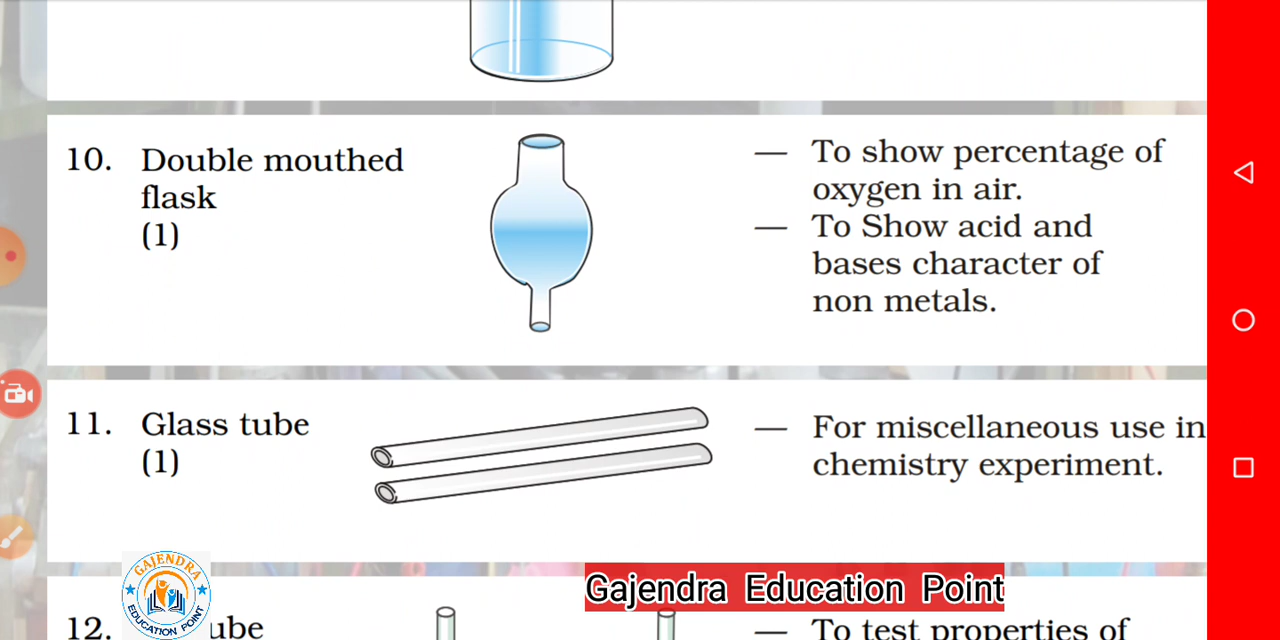 10. Double mouthed
flask
(1)
— To show percentage of
oxygen in air.
— To Show acid and
bases character of
non metals.
11. Glass tube
(1)
— For miscellaneous use in
chemistry experiment.
GAJENDRA
EDUCATION POINT
Gajendra Education Point
12. ube
— To test properties of